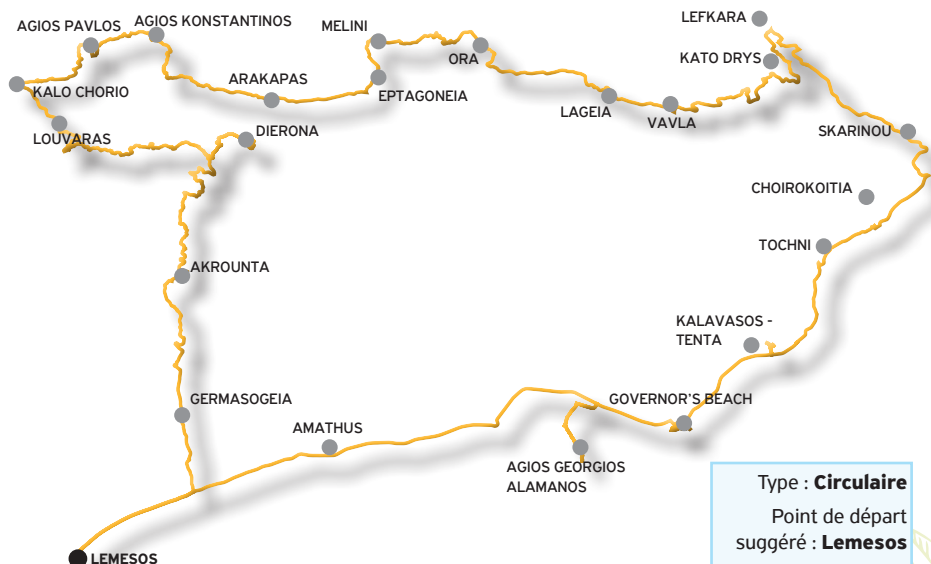 AGIOS KONSTANTINOS
AGIOS PAVLOS
MELINI
LEFKARA
ORA
KATO DRYS
ARAKAPAS
EPTAGONEIA
KALO CHORIO
LAGEIA
VAVLA
LOUVARAS
DIERONA
SKARINOU
CHOIROKOITIA
TOCHNI
AKROUNTA
KALAVASOS -
TENTA
GERMASOGEIA
GOVERNOR'S BEACH
AMATHUS
AGIOS GEORGIOS
ALAMANOS
LEMESOS
Type : Circulaire
Point de départ
suggéré : Lemesos